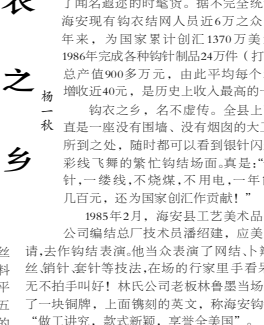 衣
之
乡
杨一秋
了闻名遐迩的时髦货。据不完全统
海安现有钩衣结网人员近6万之众
年来，为国家累计创汇1370万美
1986年完成各种钩针制品24万件（打
总产值900多万元，由此平均每个
增收近40元，是历史上收入最高的一
钩衣之乡，名不虚传。全县上
直是一座没有围墙、没有烟囱的大工
所到之处，随时都可以看到银针闪
彩线飞舞的繁忙钩结场面。真是：“
针，一缕线，不烧煤，不用电，一年
几百元，还为国家创汇作贡献！”
1985年2月，海安县工艺美术品
公司编结总厂技术员潘绍建，应美
丝 请，去作钩结表演。他当众表演了网结、卜
料 丝、销针、套针等技法，在场的行家里手看呆
平 无不拍手叫好！林氏公司老板林鲁墨当场
五 了一块铜牌，上面镌刻的英文，称海安钩
的 “做工讲究，款式新颖，享誉全美国”。